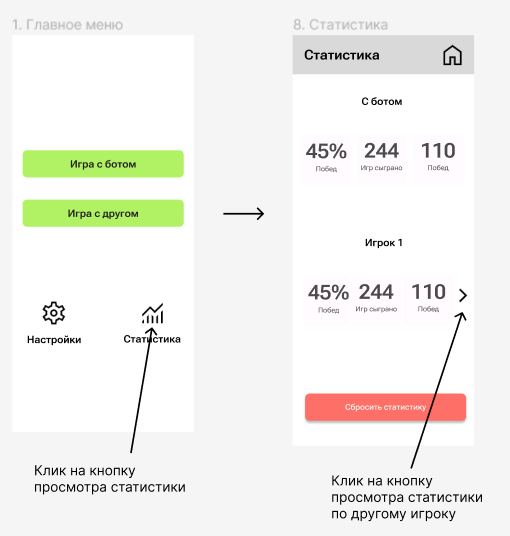 1. Главное меню
Игра с ботом
Игра с другом
Настройки
Статистика
Клик на кнопку
просмотра статистики
8. Статистика
Статистика
С ботом
45% 244 110
Побед Игр сыграно Побед
Игрок 1
45% 244 110
Побед Игр сыграно Побед
Сбросить статистику
Клик на кнопку
просмотра статистики
по другому игроку